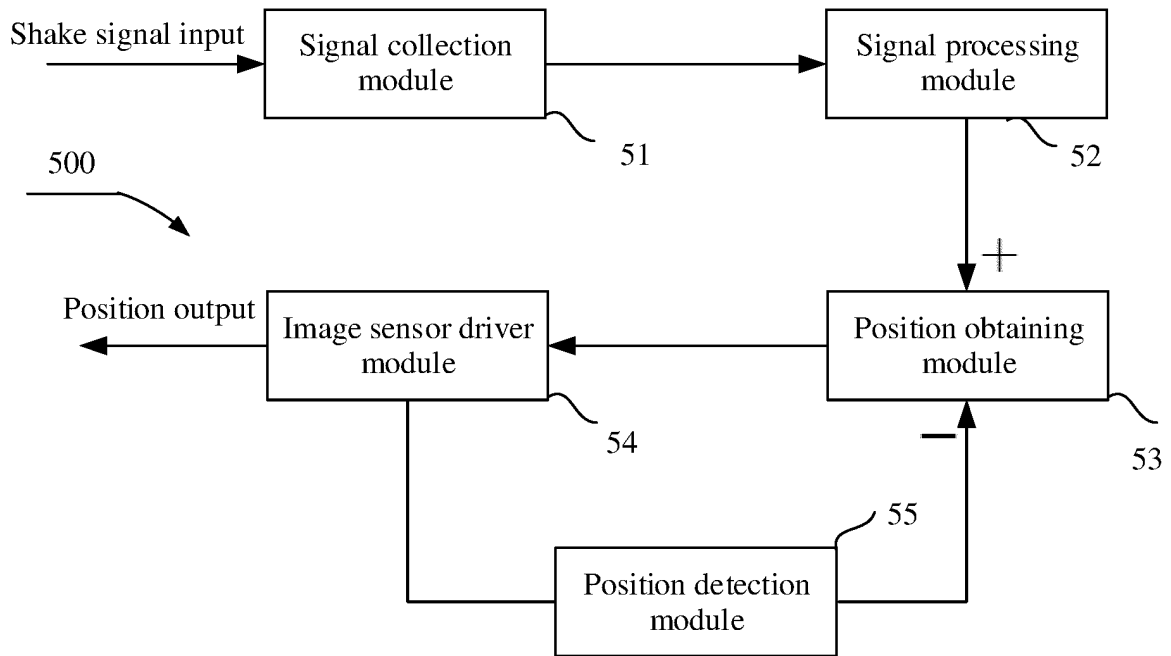 Shake signal input
Signal collection
module
51
Signal processing
module
52
500
+
Position output
Image sensor driver
module
54
Position obtaining
module
53
−
55
Position detection
module